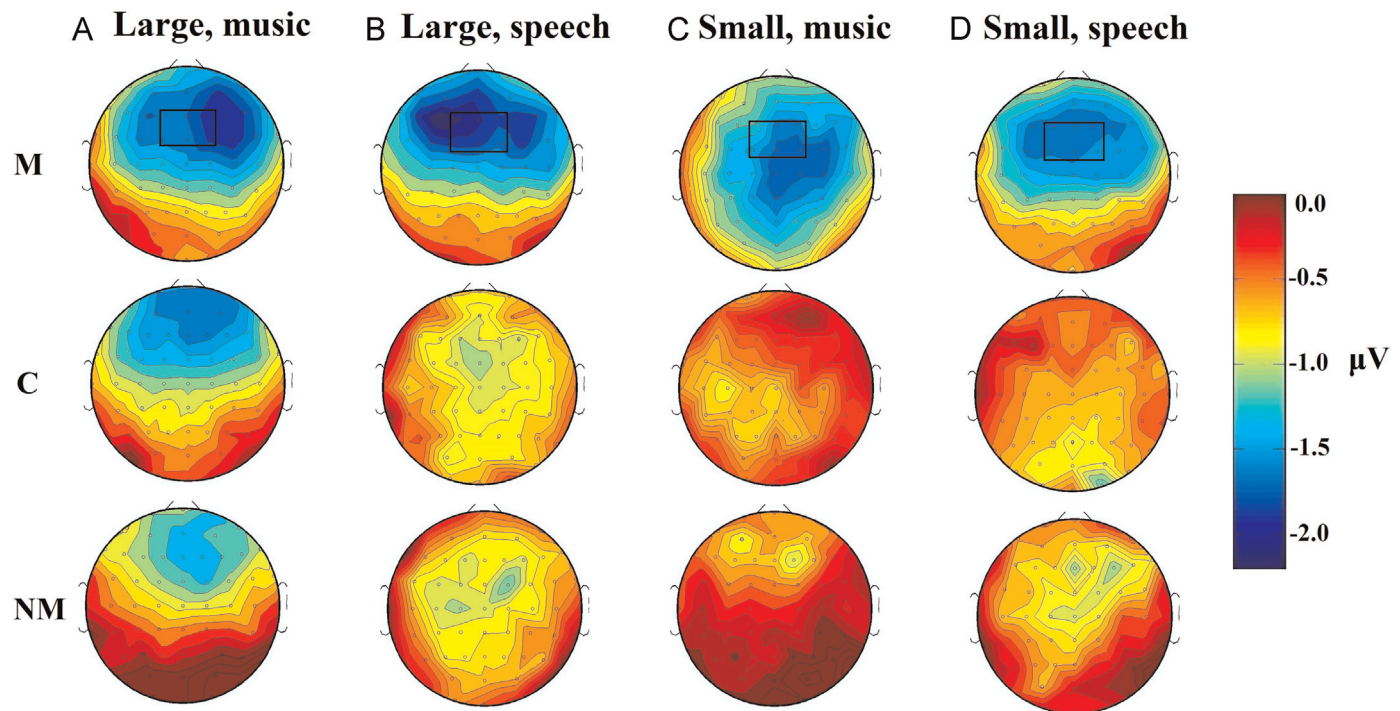 A Large, music B Large, speech C Small, music D Small, speech
M
0.0
-0.5
C
-1.0 µV
-1.5
-2.0
NM